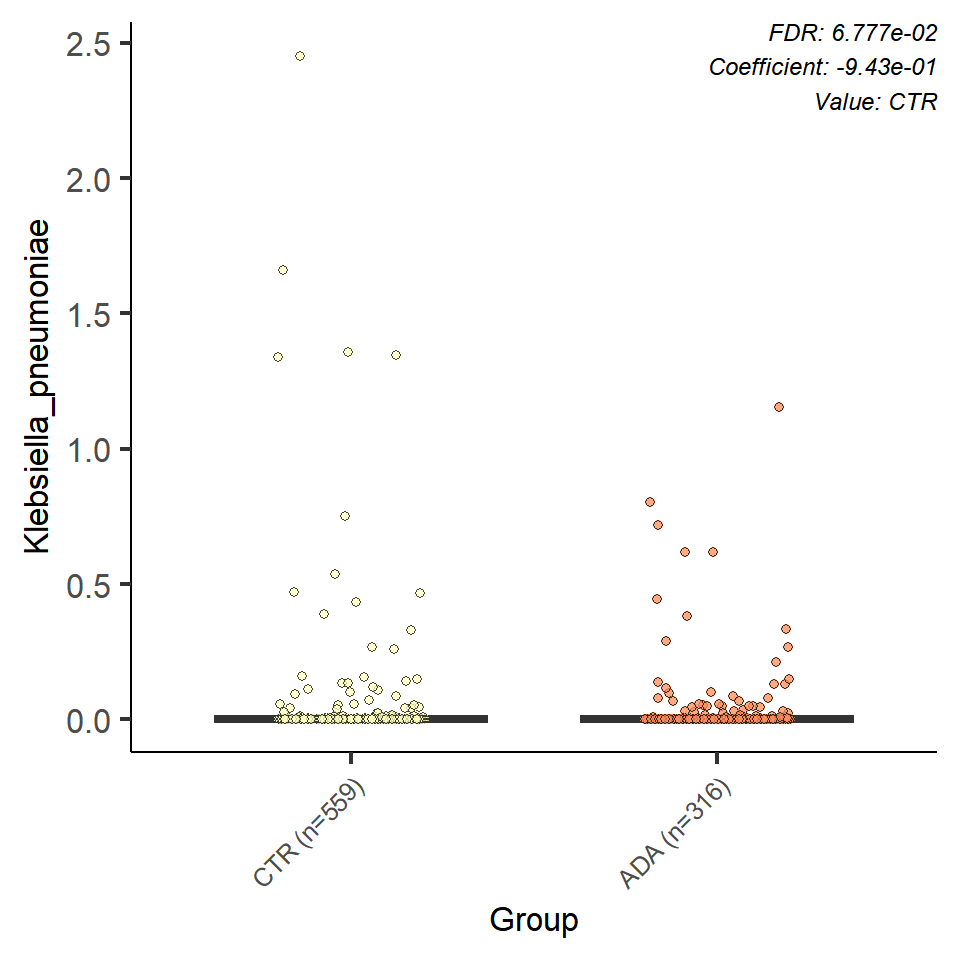 FDR: 6.777e-02
Coefficient: -9.43e-01
Value: CTR
2.5
2.0
1.5
1.0
0.5
0.0
Klebsiella_pneumoniae
CTR (n=559)
ADA (n=316)
Group